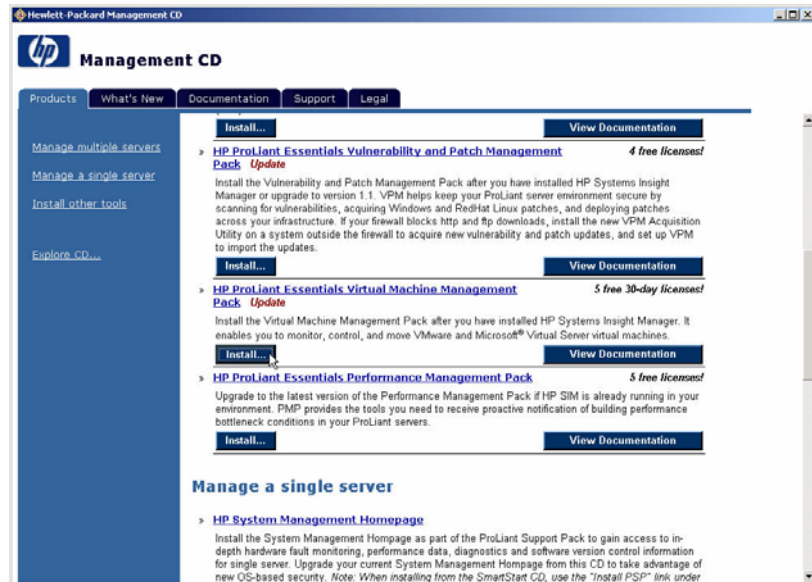 Hewlett-Packard Management CD
hp
Management CD
Products
What's New
Documentation
Support
Legal
Manage multiple servers
Manage a single server
Install other tools
Explore CD...
Install...
View Documentation
» HP ProLiant Essentials Vulnerability and Patch Management
4 free licenses!
Pack Update
Install the Vulnerability and Patch Management Pack after you have installed HP Systems Insight
Manager or upgrade to version 1.1. VPM helps keep your ProLiant server environment secure by
scanning for vulnerabilities, acquiring Windows and RedHat Linux patches, and deploying patches
across your infrastructure. If your firewall blocks http and ftp downloads, install the new VPM Acquisition
Utility on a system outside the firewall to acquire new vulnerability and patch updates, and set up VPM
to import the updates.
Install...
View Documentation
» HP ProLiant Essentials Virtual Machine Management
5 free 30-day licenses!
Pack Update
Install the Virtual Machine Management Pack after you have installed HP Systems Insight Manager. It
enables you to monitor, control, and move VMware and Microsoft® Virtual Server virtual machines.
Install...
View Documentation
» HP ProLiant Essentials Performance Management Pack
5 free licenses!
Upgrade to the latest version of the Performance Management Pack if HP SIM is already running in your
environment. PMP provides the tools you need to receive proactive notification of building performance
bottleneck conditions in your ProLiant servers.
Install...
View Documentation
Manage a single server
» HP System Management Homepage
Install the System Management Hompage as part of the ProLiant Support Pack to gain access to in-
depth hardware fault monitoring, performance data, diagnostics and software version control information
for single server. Upgrade your current System Management Hompage from this CD to take advantage of
new OS-based security. Note: When installing from the SmartStart CD, use the "Install PSP" link under